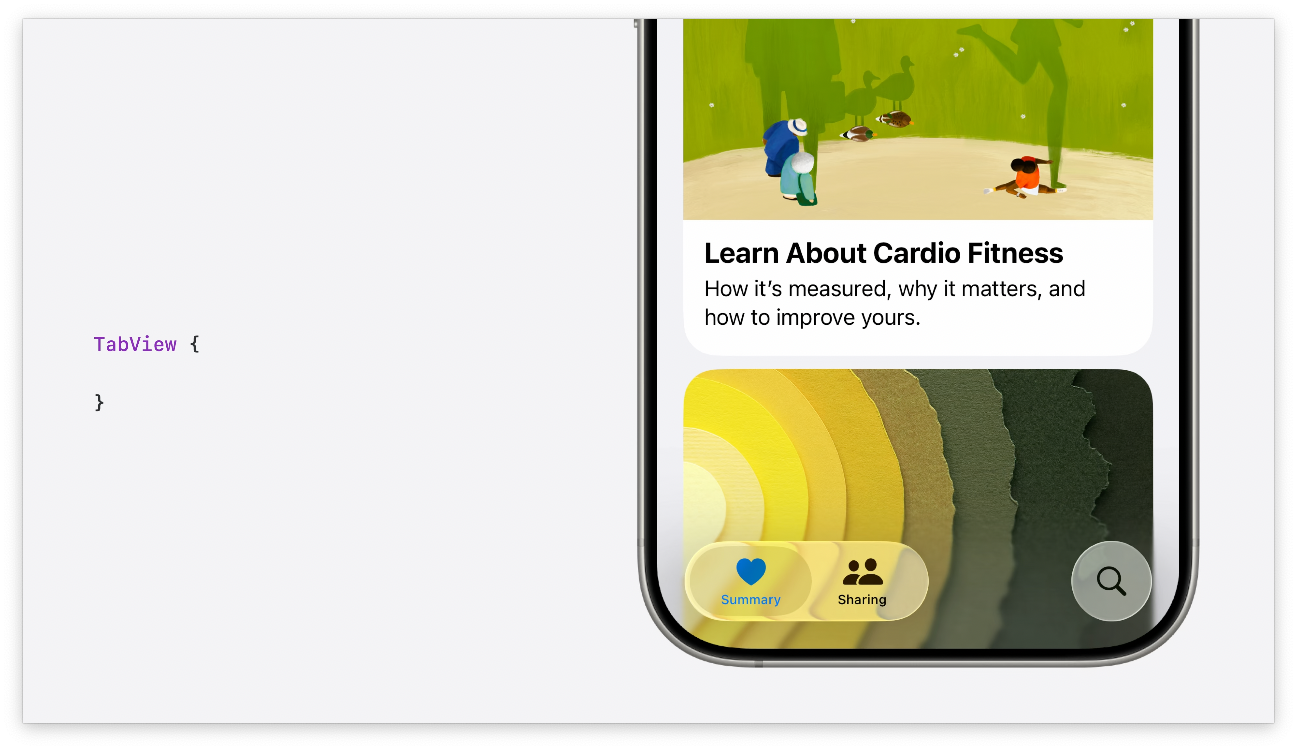 TabView {
}
Learn About Cardio Fitness
How it’s measured, why it matters, and
how to improve yours.
Summary
Sharing